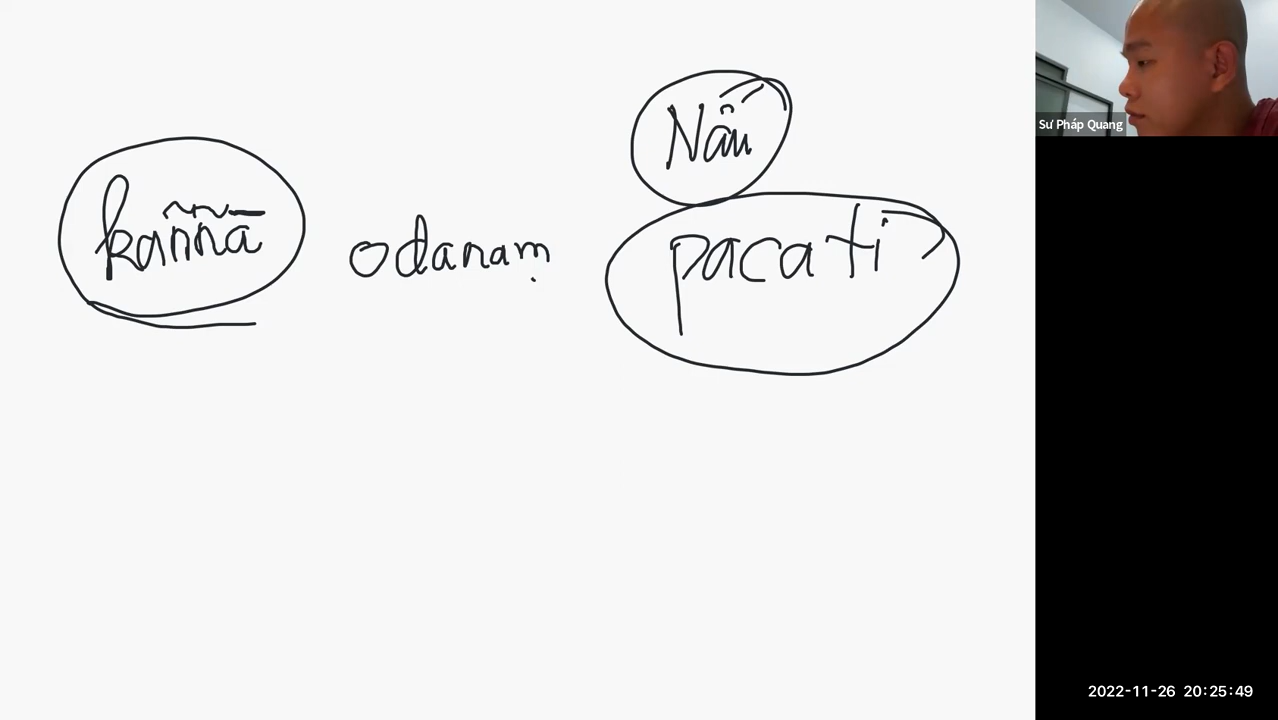 Nấu
kaññā odanaṃ pacati
Sư Pháp Quang
2022-11-26 20:25:49